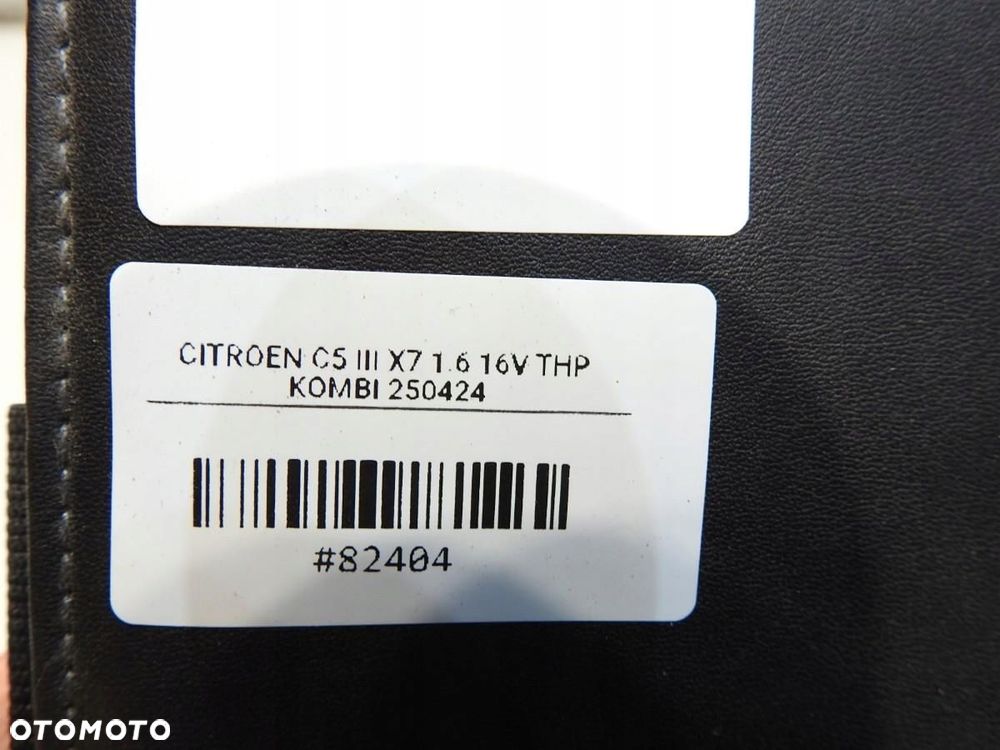 CITROEN C5 III X7 1.6 16V THP
KOMBI 250424
#82404
OTOMOTO